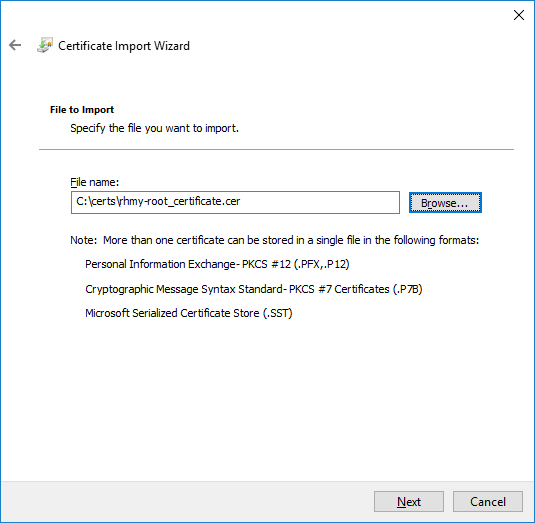 Certificate Import Wizard
File to Import
Specify the file you want to import.
File name:
C:\certs\rhmy-root_certificate.cer
Browse...
Note: More than one certificate can be stored in a single file in the following formats:
Personal Information Exchange- PKCS #12 (.PFX,.P12)
Cryptographic Message Syntax Standard- PKCS #7 Certificates (.P7B)
Microsoft Serialized Certificate Store (.SST)
Next
Cancel